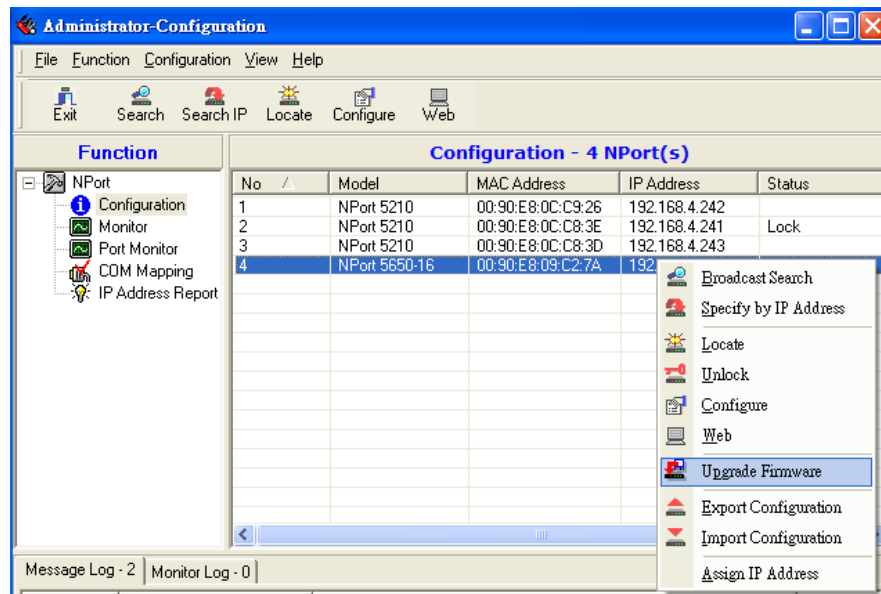 Administrator-Configuration
File Function Configuration View Help
Exit Search Search IP Locate Configure Web
Function
Configuration - 4 NPort(s)
NPort
Configuration
Monitor
Port Monitor
COM Mapping
IP Address Report
No Model MAC Address IP Address Status
1 NPort 5210 00:90:E8:0C:C9:26 192.168.4.242
2 NPort 5210 00:90:E8:0C:C8:3E 192.168.4.241 Lock
3 NPort 5210 00:90:E8:0C:C8:3D 192.168.4.243
4 NPort 5650-16 00:90:E8:09:C2:7A 192.
Broadcast Search
Specify by IP Address
Locate
Unlock
Configure
Web
Upgrade Firmware
Export Configuration
Import Configuration
Assign IP Address
Message Log - 2 Monitor Log - 0